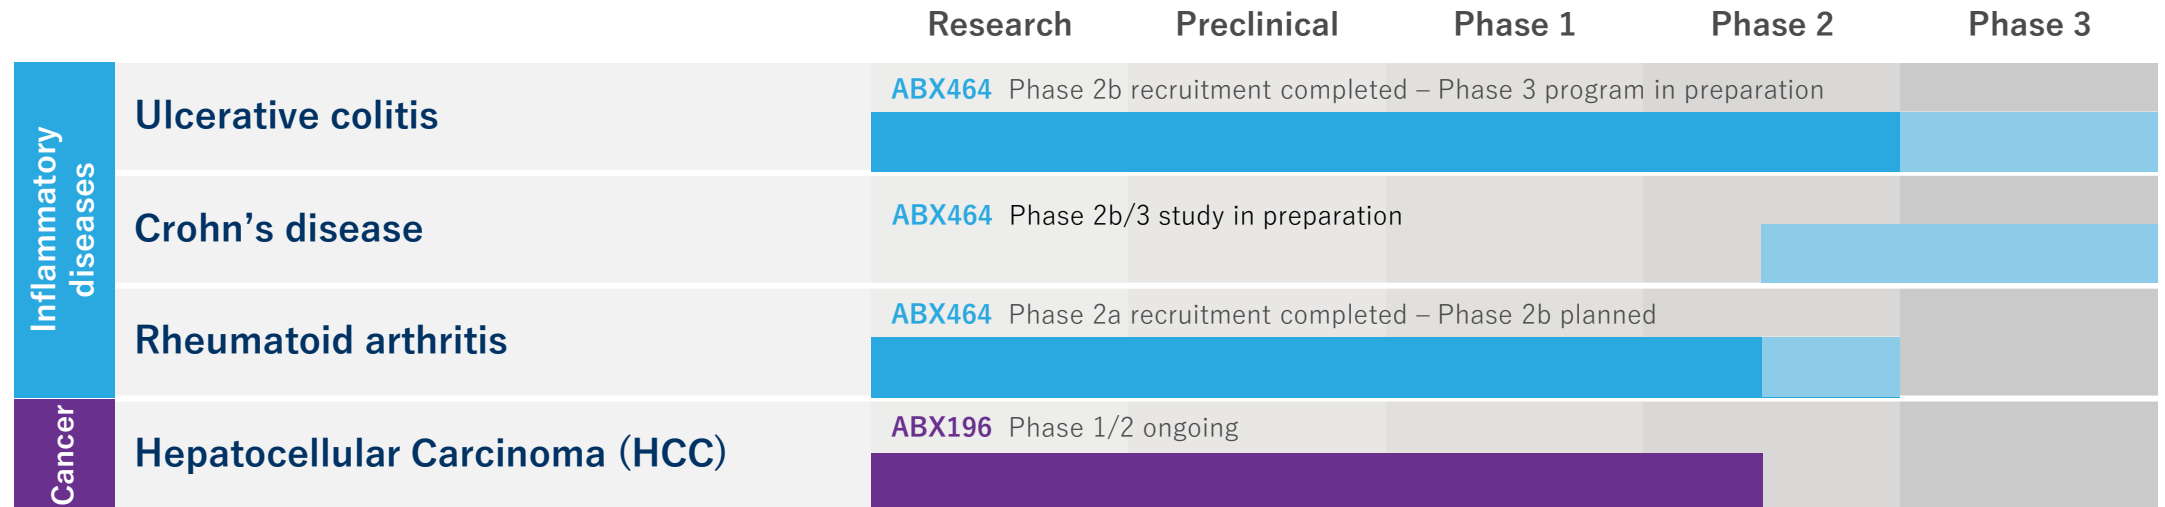 Research Preclinical Phase 1 Phase 2 Phase 3
Inflammatory
diseases
Ulcerative colitis
ABX464 Phase 2b recruitment completed – Phase 3 program in preparation
Crohn’s disease
ABX464 Phase 2b/3 study in preparation
Rheumatoid arthritis
ABX464 Phase 2a recruitment completed – Phase 2b planned
Cancer
Hepatocellular Carcinoma (HCC)
ABX196 Phase 1/2 ongoing